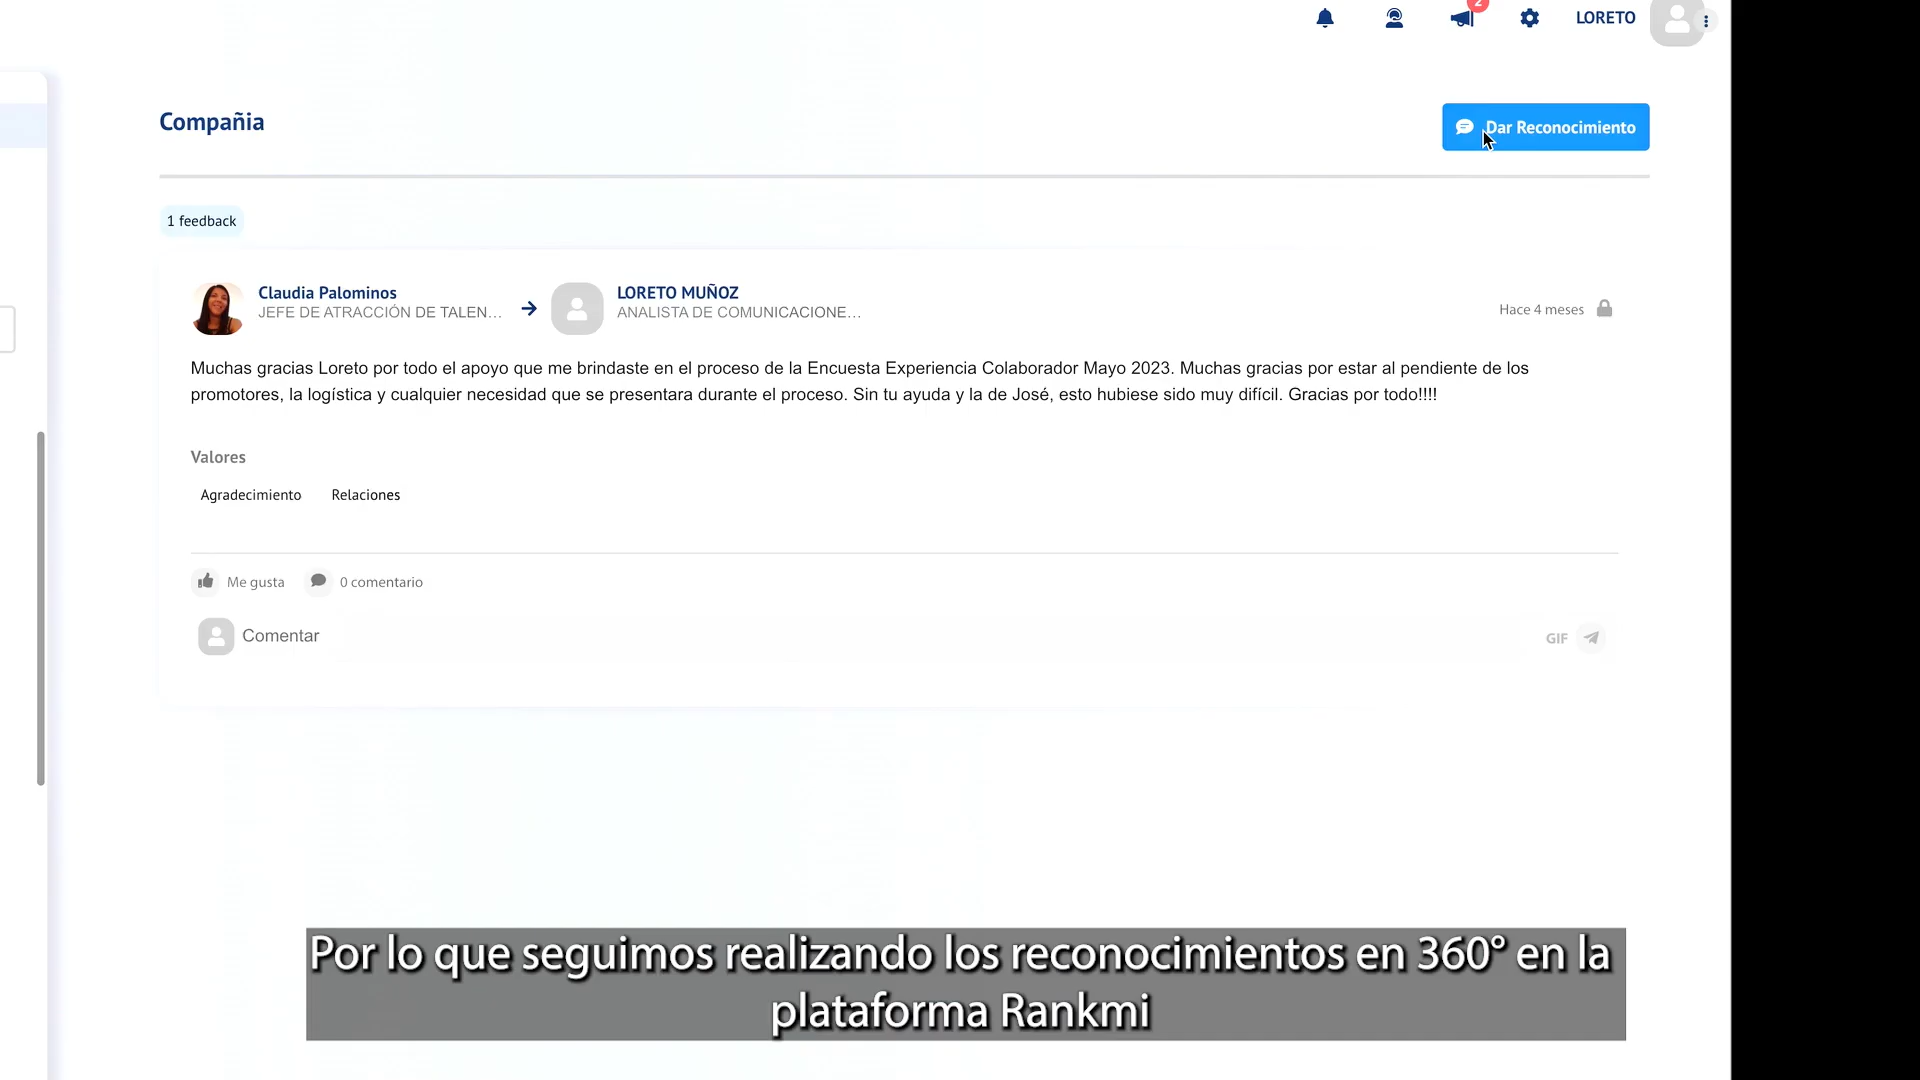 2
LORETO
Compañia
Dar Reconocimiento
1 feedback
Claudia Palominos
JEFE DE ATRACCIÓN DE TALEN...
LORETO MUÑOZ
ANALISTA DE COMUNICACIONE...
Hace 4 meses
Muchas gracias Loreto por todo el apoyo que me brindaste en el proceso de la Encuesta Experiencia Colaborador Mayo 2023. Muchas gracias por estar al pendiente de los
promotores, la logística y cualquier necesidad que se presentara durante el proceso. Sin tu ayuda y la de José, esto hubiese sido muy difícil. Gracias por todo!!!!
Valores
Agradecimiento Relaciones
Me gusta 0 comentario
Comentar
GIF
Por lo que seguimos realizando los reconocimientos en 360° en la
plataforma Rankmi